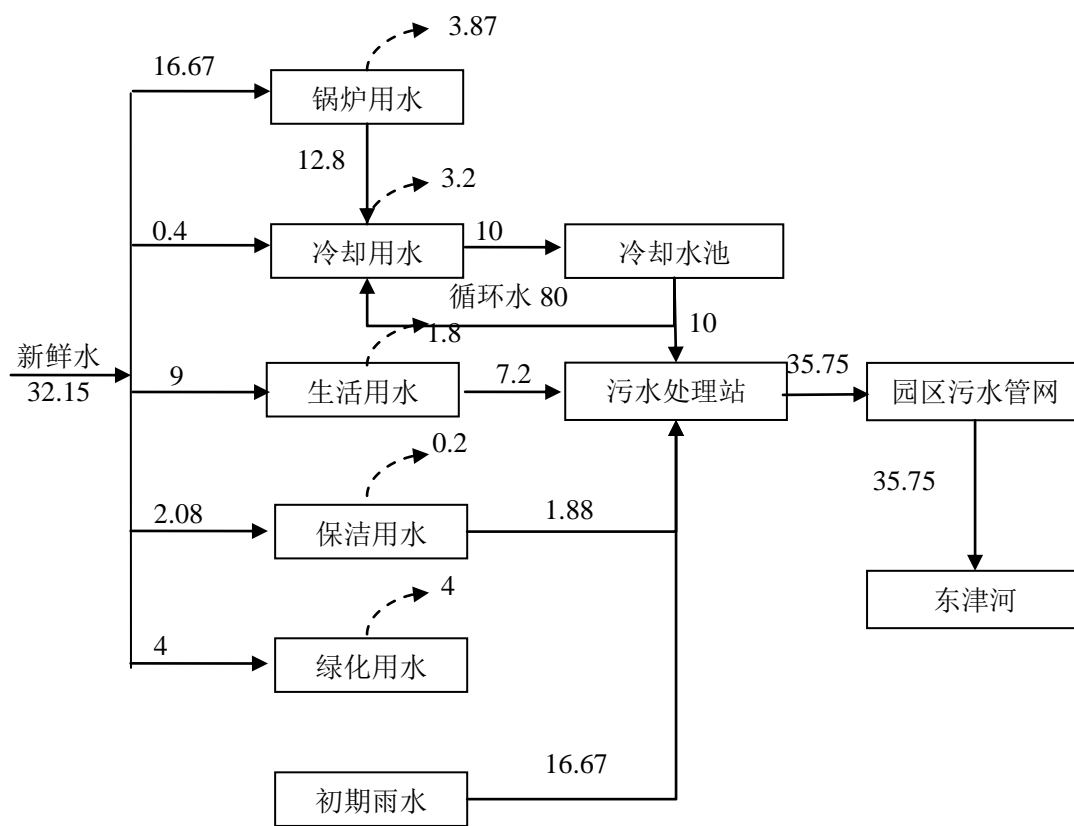 3.87
16.67
锅炉用水
12.8
3.2
0.4
冷却用水
10
冷却水池
循环水 80
1.8
10
新鲜水
32.15
9
生活用水
7.2
污水处理站
35.75
园区污水管网
0.2
35.75
2.08
保洁用水
1.88
4
东津河
4
绿化用水
16.67
初期雨水